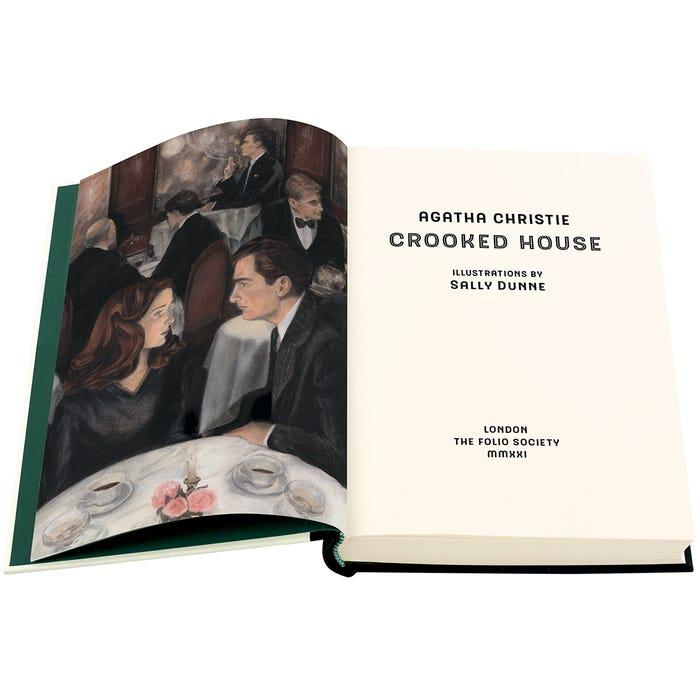 AGATHA CHRISTIE
CROOKED HOUSE
ILLUSTRATIONS BY
SALLY DUNNE
LONDON
THE FOLIO SOCIETY
MMXXI